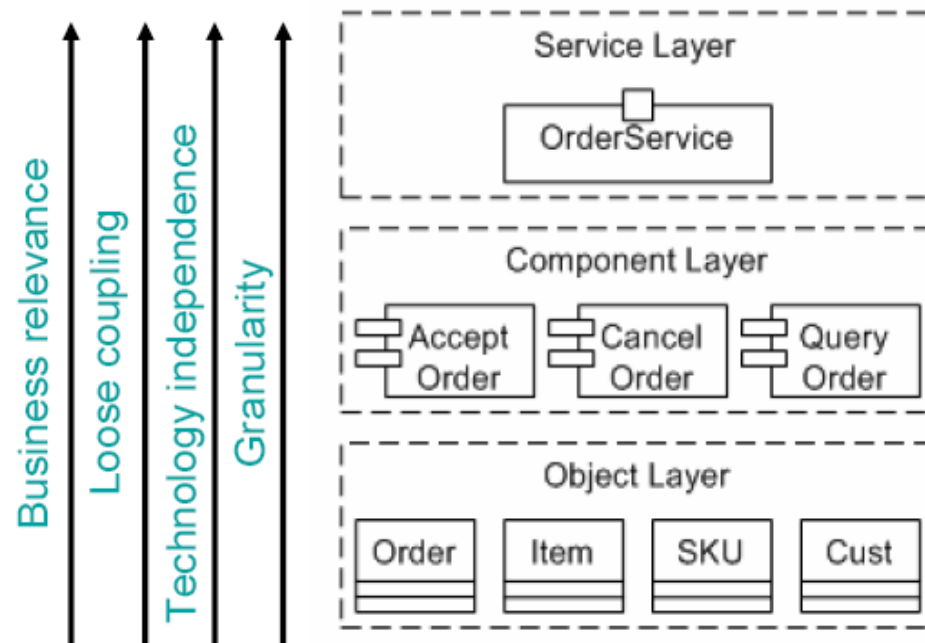 Business relevance
Loose coupling
Technology independence
Granularity
Service Layer
OrderService
Component Layer
Accept
Order
Cancel
Order
Query
Order
Object Layer
Order
Item
SKU
Cust